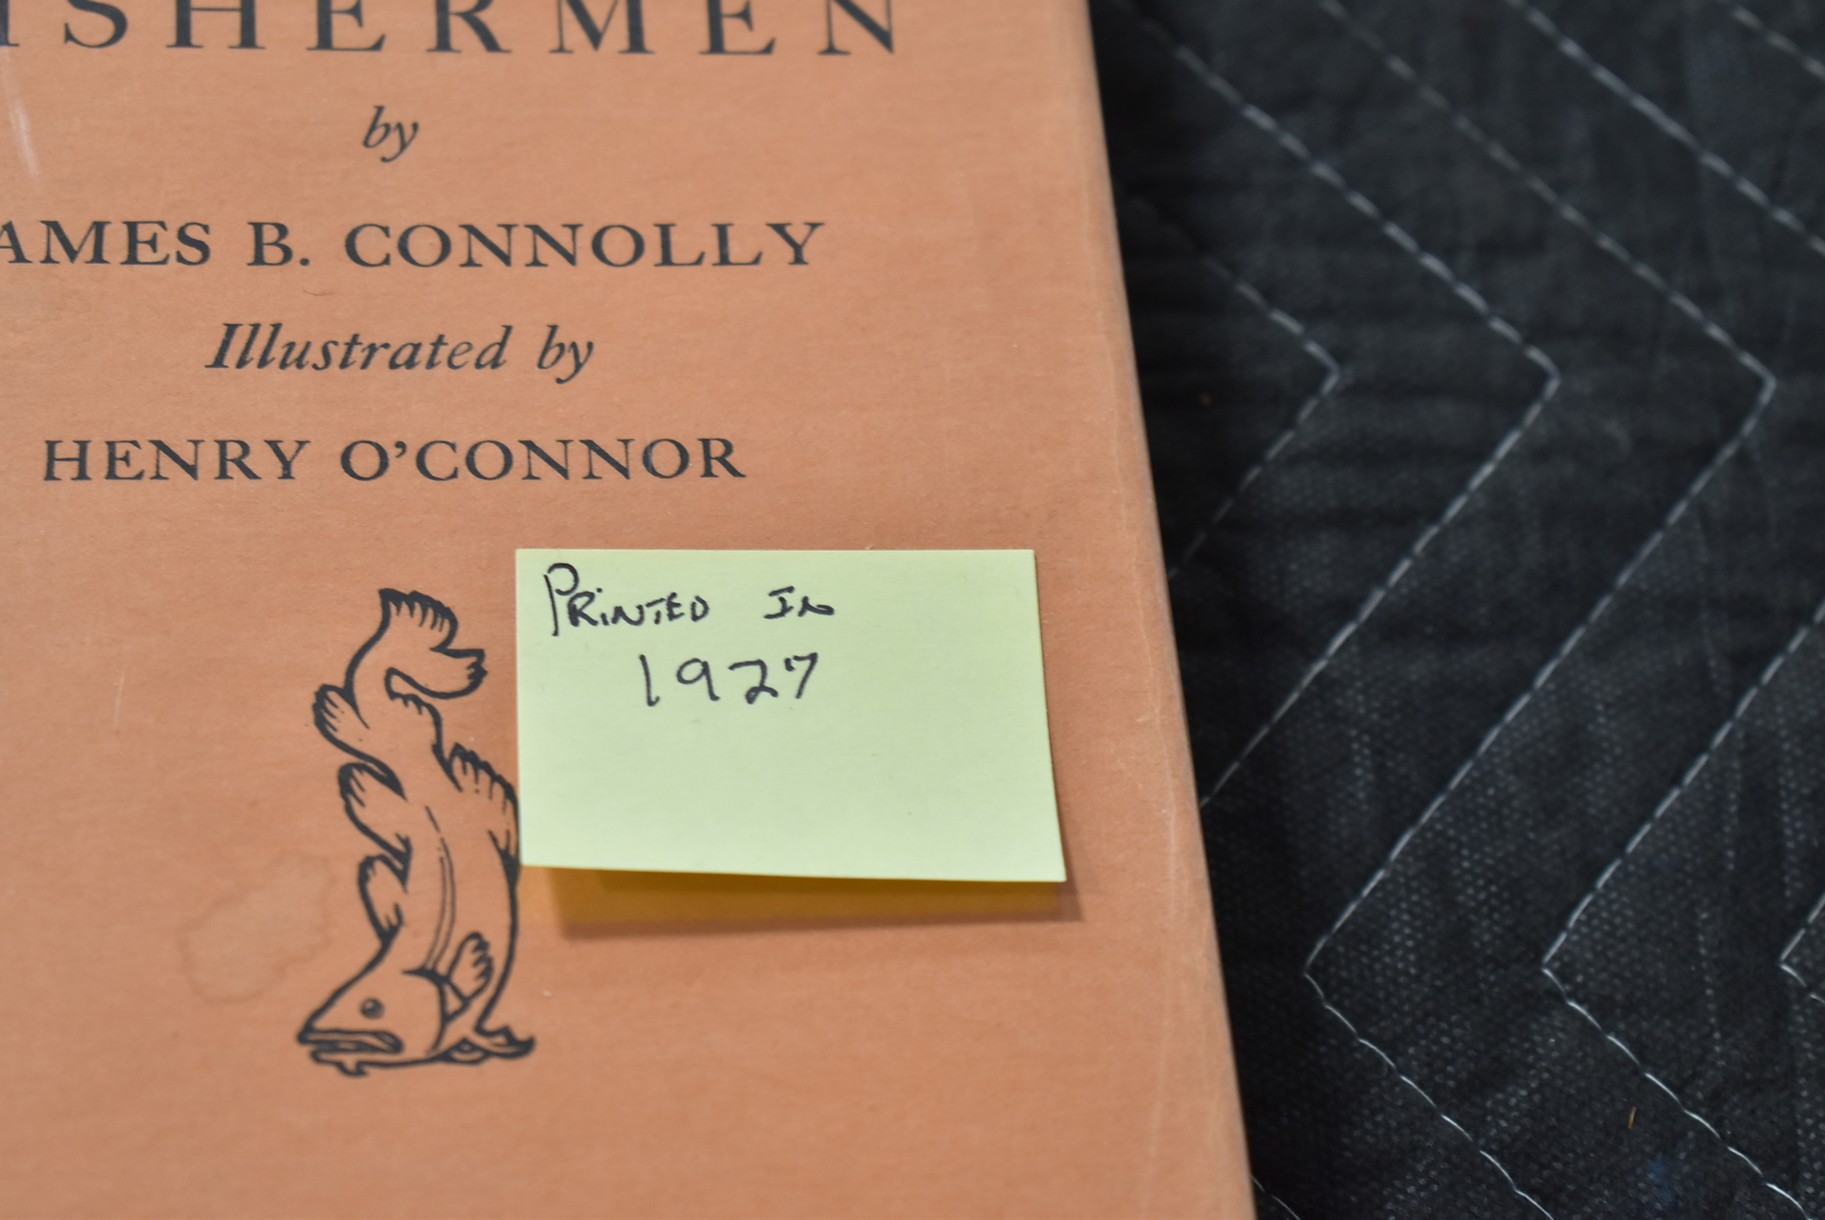 ISHERMEN
by
AMES B. CONNOLLY
Illustrated by
HENRY O'CONNOR
PRiNTED IN
1927